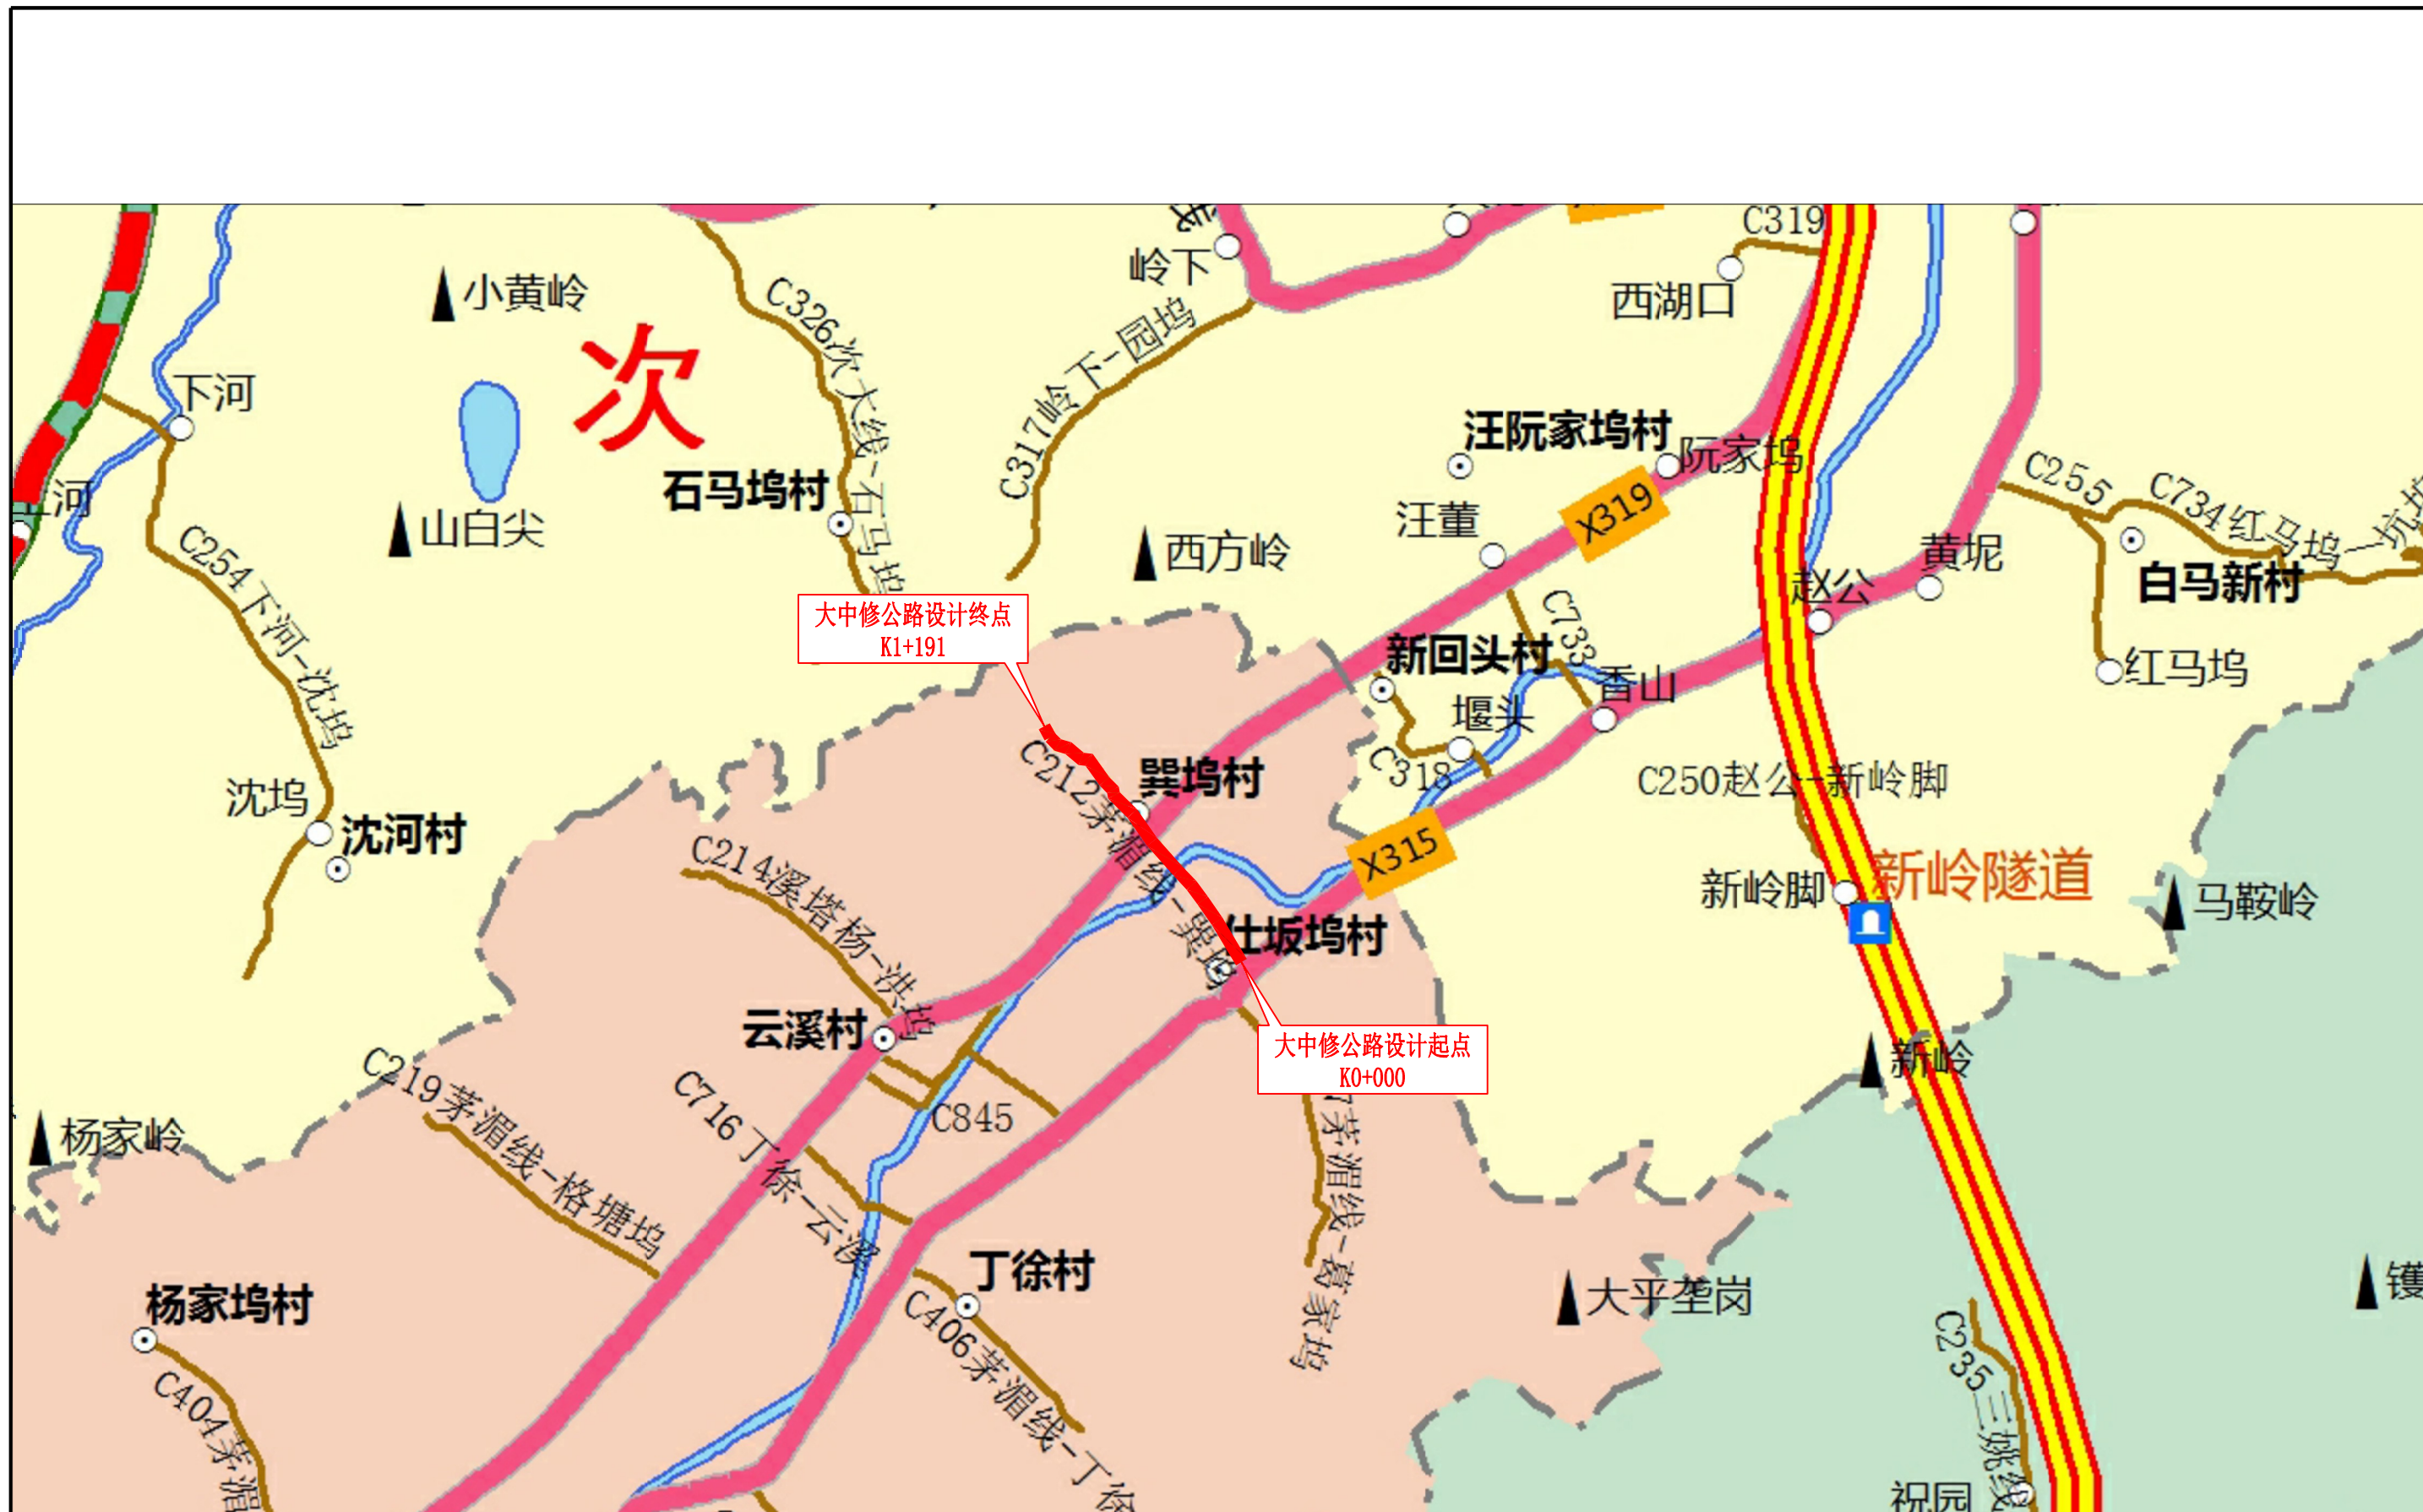 C319
岭下
西湖口
小黄岭
C326次大线-石马坞
C317岭下-园坞
次
下河
汪阮家坞村
阮家坞
石马坞村
X319
C255
C734红马坞
汪董
山白尖
西方岭
黄坭
赵公
白马新村
C254下河-沈坞
C733
大中修公路设计终点
K1+191
新回头村
香山
红马坞
堰头
C318
C212茅湄线-巽坞
巽坞村
C250赵公-新岭脚
沈坞
沈河村
C214溪塔杨-洪坞
X315
新岭脚
新岭隧道
马鞍岭
仕坂坞村
云溪村
大中修公路设计起点
K0+000
新岭
C219茅湄线-格塘坞
C716丁徐-云溪
C845
杨家岭
7茅湄线-葛家坞
丁徐村
大平垄岗
杨家坞村
C406茅湄线-丁徐
C235三姚线
C404茅湄
祝园